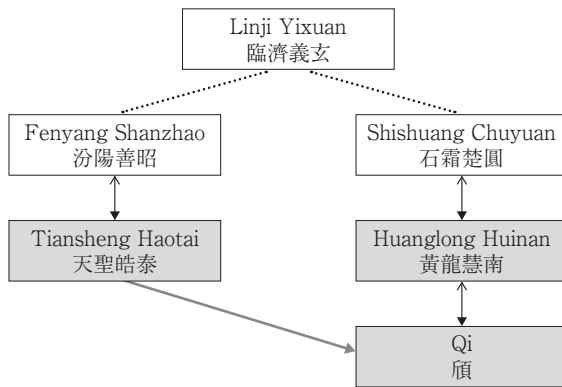 Linji Yixuan
臨濟義玄
Fenyang Shanzhao
汾陽善昭
Shishuang Chuyuan
石霜楚圓
Tiansheng Haotai
天聖皓泰
Huanglong Huinan
黃龍慧南
Qi
頎